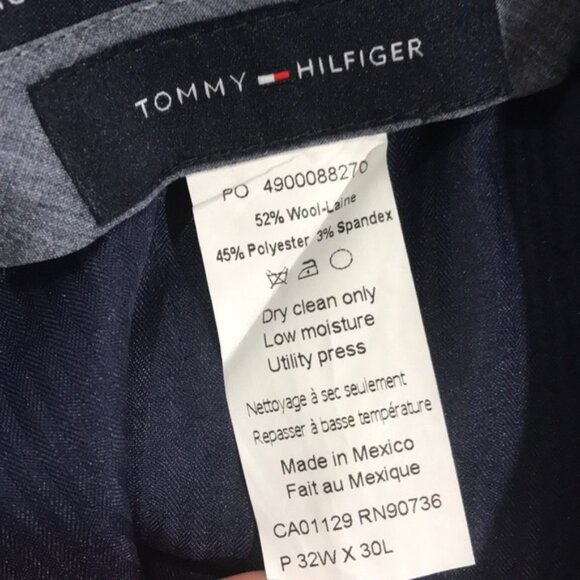 TOMMY HILFIGER
PO 4900088270
52% Wool-Laine
45% Polyester 3% Spandex
Dry clean only
Low moisture
Utility press
Nettoyage à sec seulement
Repasser à basse température
Made in Mexico
Fait au Mexique
CA01129 RN90736
P 32W X 30L